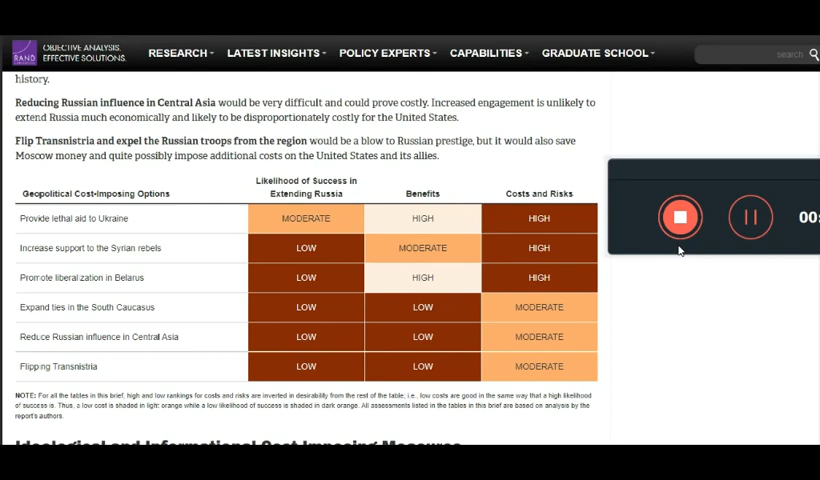 RAND
OBJECTIVE ANALYSIS.
EFFECTIVE SOLUTIONS.
RESEARCH LATEST INSIGHTS POLICY EXPERTS CAPABILITIES GRADUATE SCHOOL search
history.
Reducing Russian influence in Central Asia would be very difficult and could prove costly. Increased engagement is unlikely to
extend Russia much economically and likely to be disproportionately costly for the United States.
Flip Transnistria and expel the Russian troops from the region would be a blow to Russian prestige, but it would also save
Moscow money and quite possibly impose additional costs on the United States and its allies.
Geopolitical Cost-Imposing Options Likelihood of Success in Extending Russia Benefits Costs and Risks
Provide lethal aid to Ukraine MODERATE HIGH HIGH
Increase support to the Syrian rebels LOW MODERATE HIGH
Promote liberalization in Belarus LOW HIGH HIGH
Expand ties in the South Caucasus LOW LOW MODERATE
Reduce Russian influence in Central Asia LOW LOW MODERATE
Flipping Transnistria LOW LOW MODERATE
NOTE: For all the tables in this brief, high and low rankings for costs and risks are inverted in desirability from the rest of the table; i.e., low costs are good in the same way that a high likelihood
of success is. Thus, a low cost is shaded in light orange while a low likelihood of success is shaded in dark orange. All assessments listed in the tables in this brief are based on analysis by the
report's authors.
Ideological and Informational Cost-Imposing Measures
00: